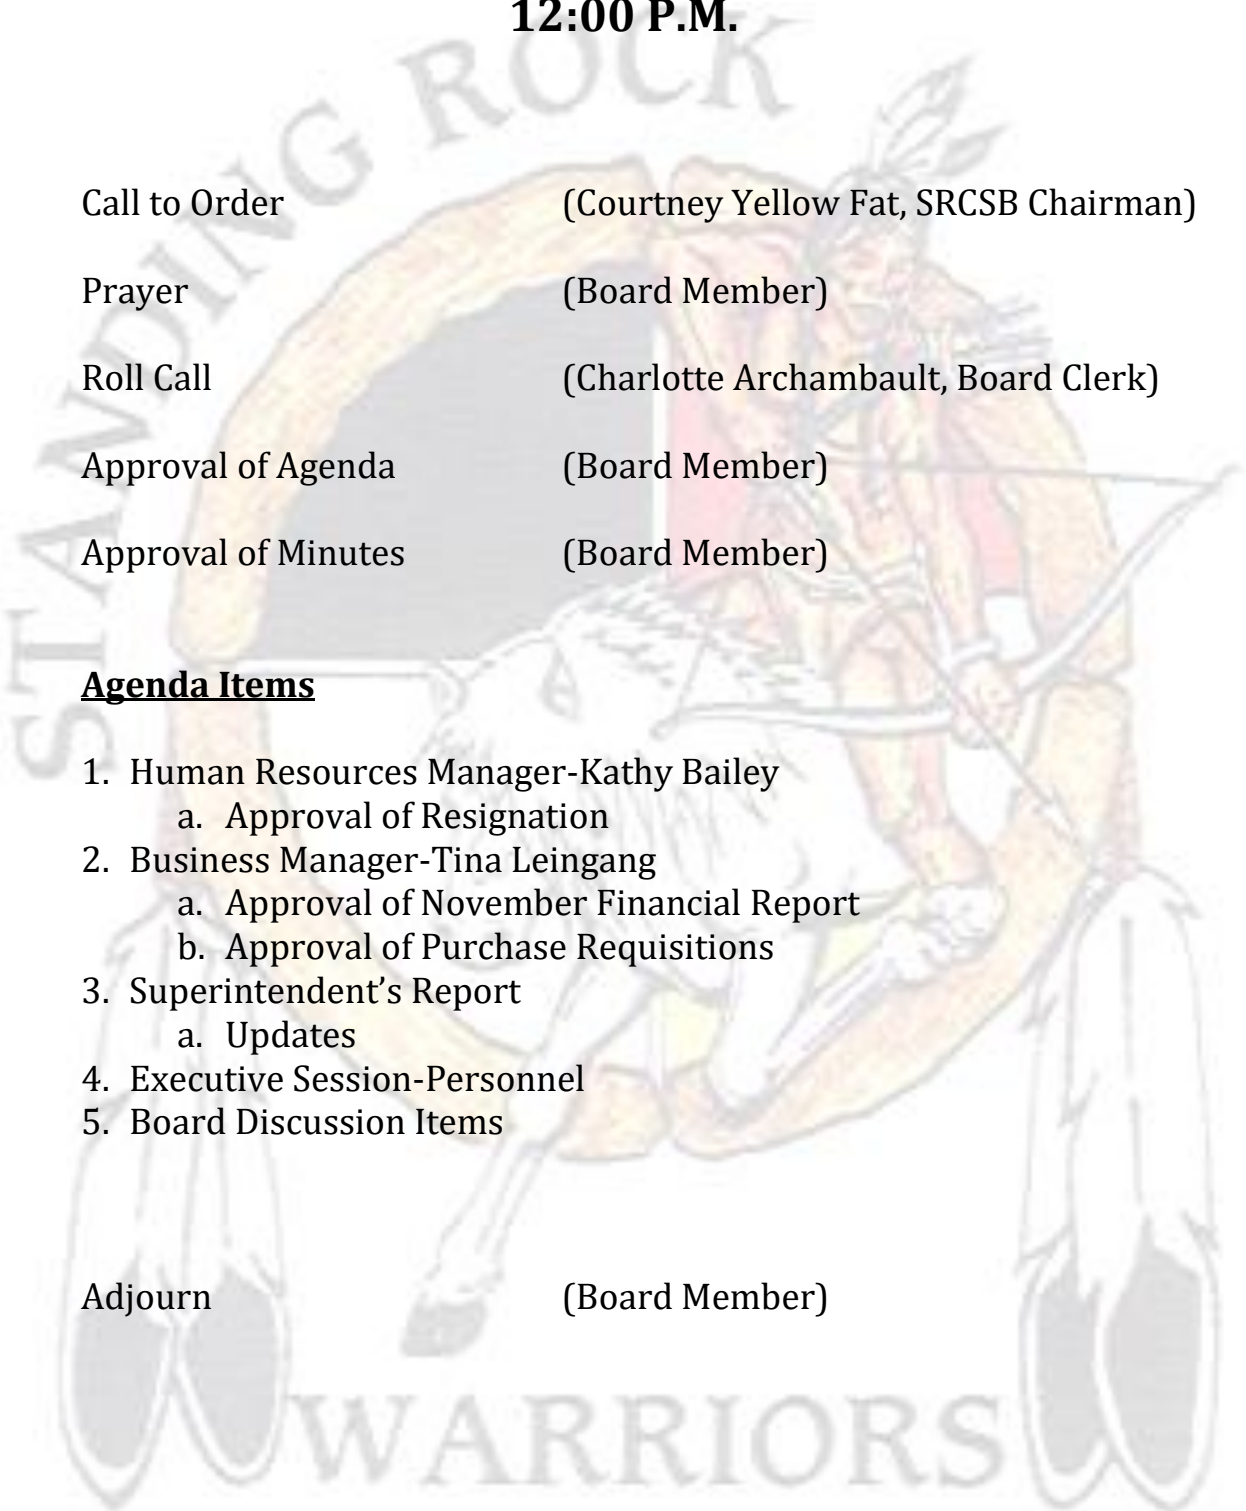 12:00 P.M.
STANDING ROCK
Call to Order (Courtney Yellow Fat, SRCSB Chairman)
Prayer (Board Member)
Roll Call (Charlotte Archambault, Board Clerk)
Approval of Agenda (Board Member)
Approval of Minutes (Board Member)
Agenda Items
1. Human Resources Manager-Kathy Bailey
a. Approval of Resignation
2. Business Manager-Tina Leingang
a. Approval of November Financial Report
b. Approval of Purchase Requisitions
3. Superintendent’s Report
a. Updates
4. Executive Session-Personnel
5. Board Discussion Items
Adjourn (Board Member)
WARRIORS